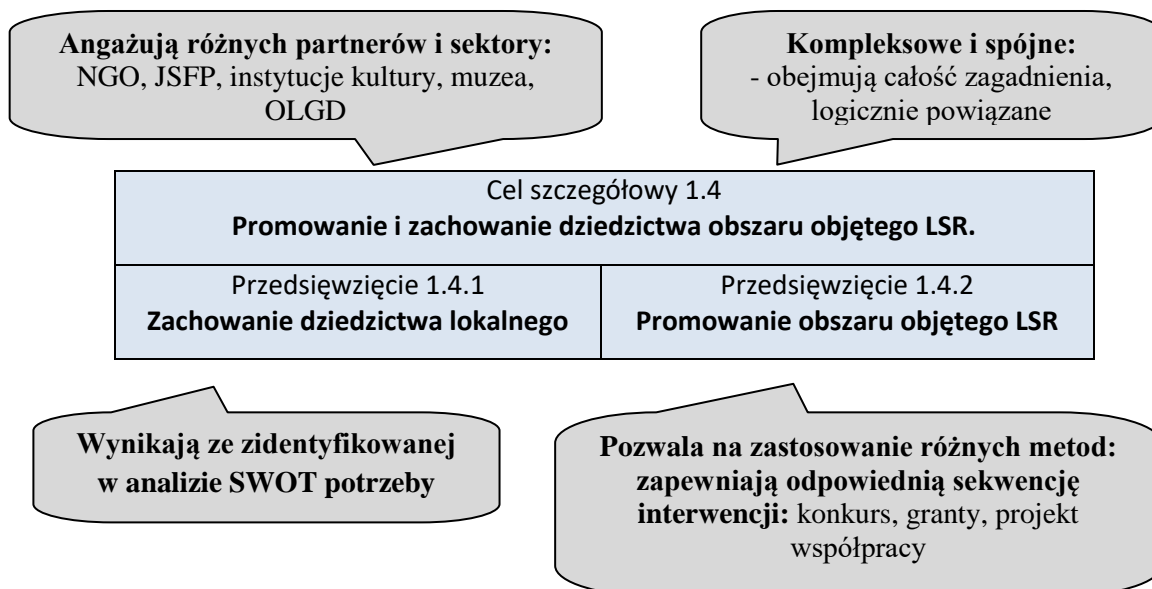 Angażują różnych partnerów i sektory:
NGO, JSFP, instytucje kultury, muzea,
OLGD
Kompleksowe i spójne:
- obejmują całość zagadnienia,
logicznie powiązane
Cel szczegółowy 1.4
Promowanie i zachowanie dziedzictwa obszaru objętego LSR.
Przedsięwzięcie 1.4.1
Zachowanie dziedzictwa lokalnego
Przedsięwzięcie 1.4.2
Promowanie obszaru objętego LSR
Wynikają ze zidentyfikowanej
w analizie SWOT potrzeby
Pozwala na zastosowanie różnych metod:
zapewniają odpowiednią sekwencję
interwencji: konkurs, granty, projekt
współpracy